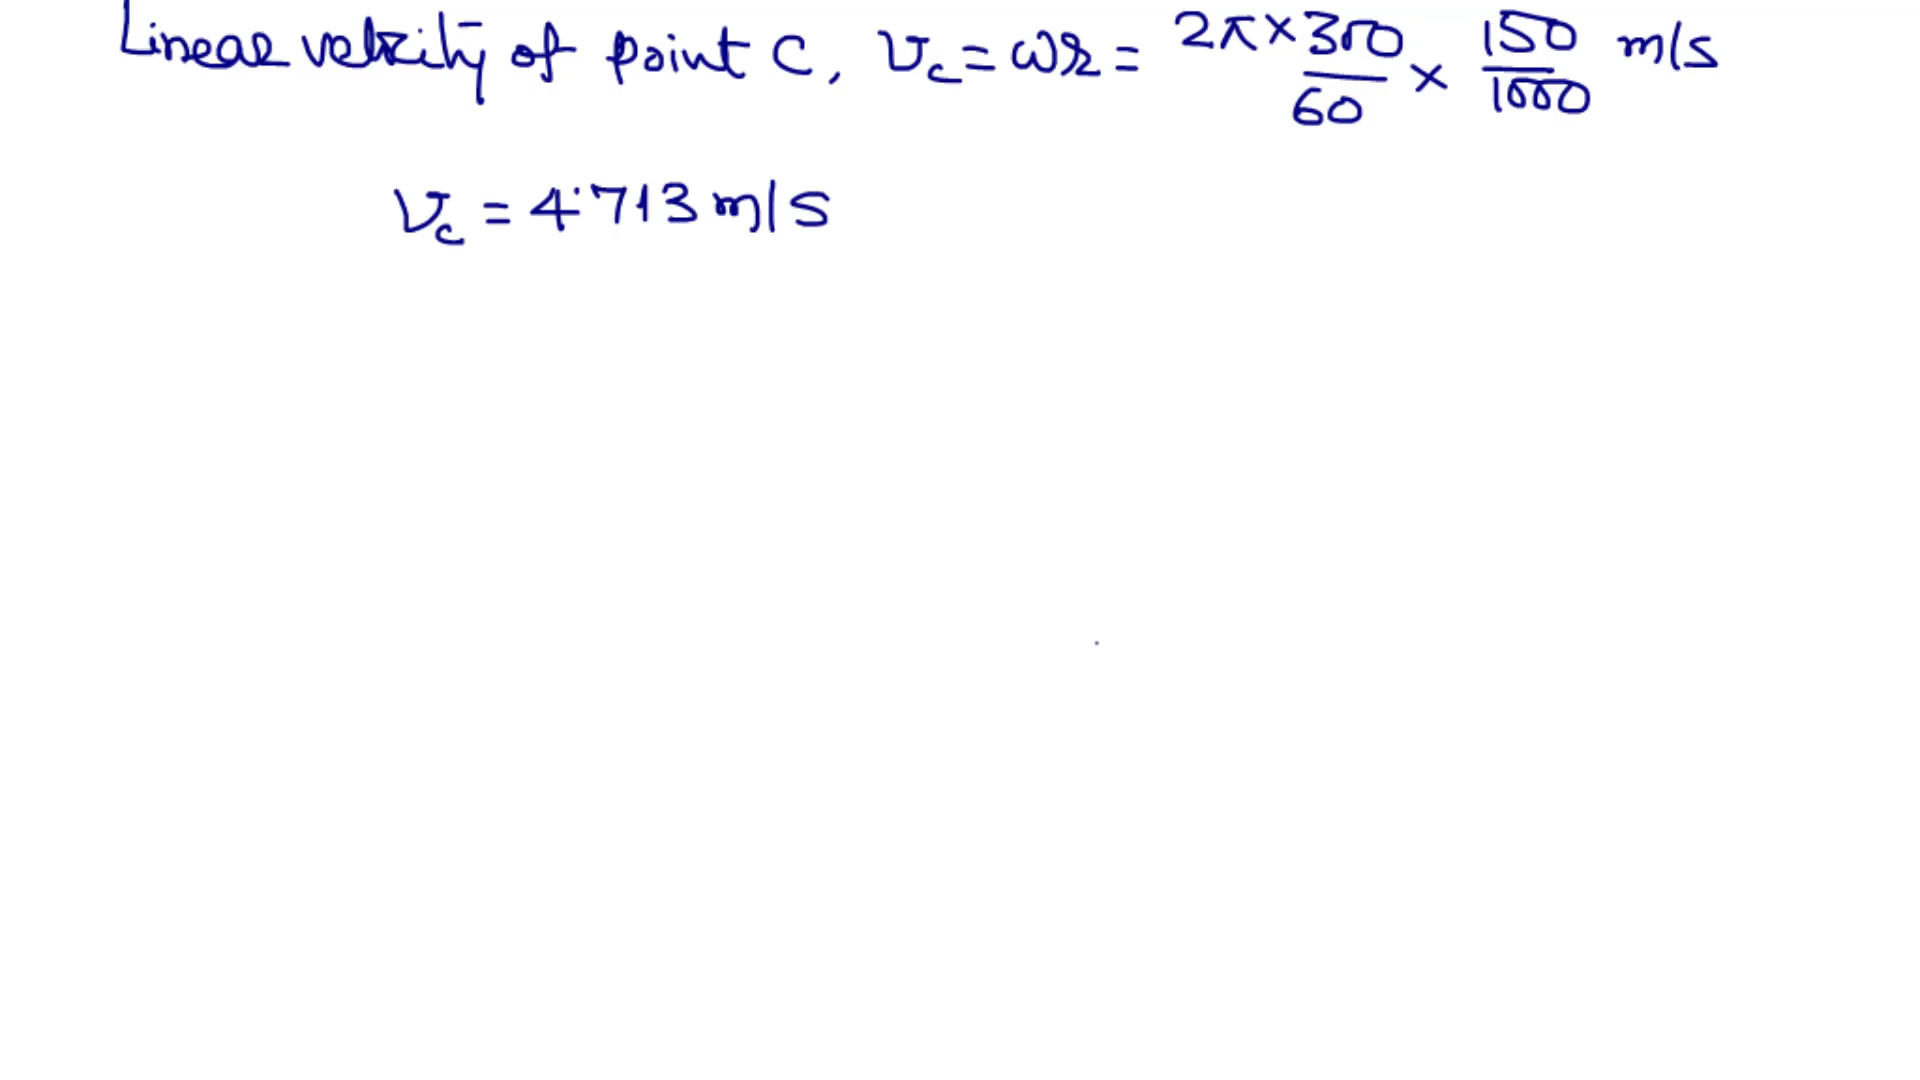 Linear velocity of point C, V_c = ωr = 2π × 300/60 × 150/1000 m/s
V_c = 4.713 m/s